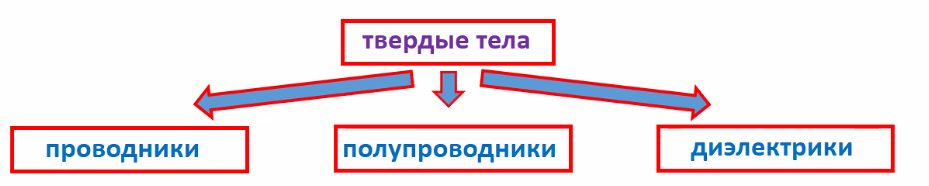 твердые тела
проводники
полупроводники
диэлектрики